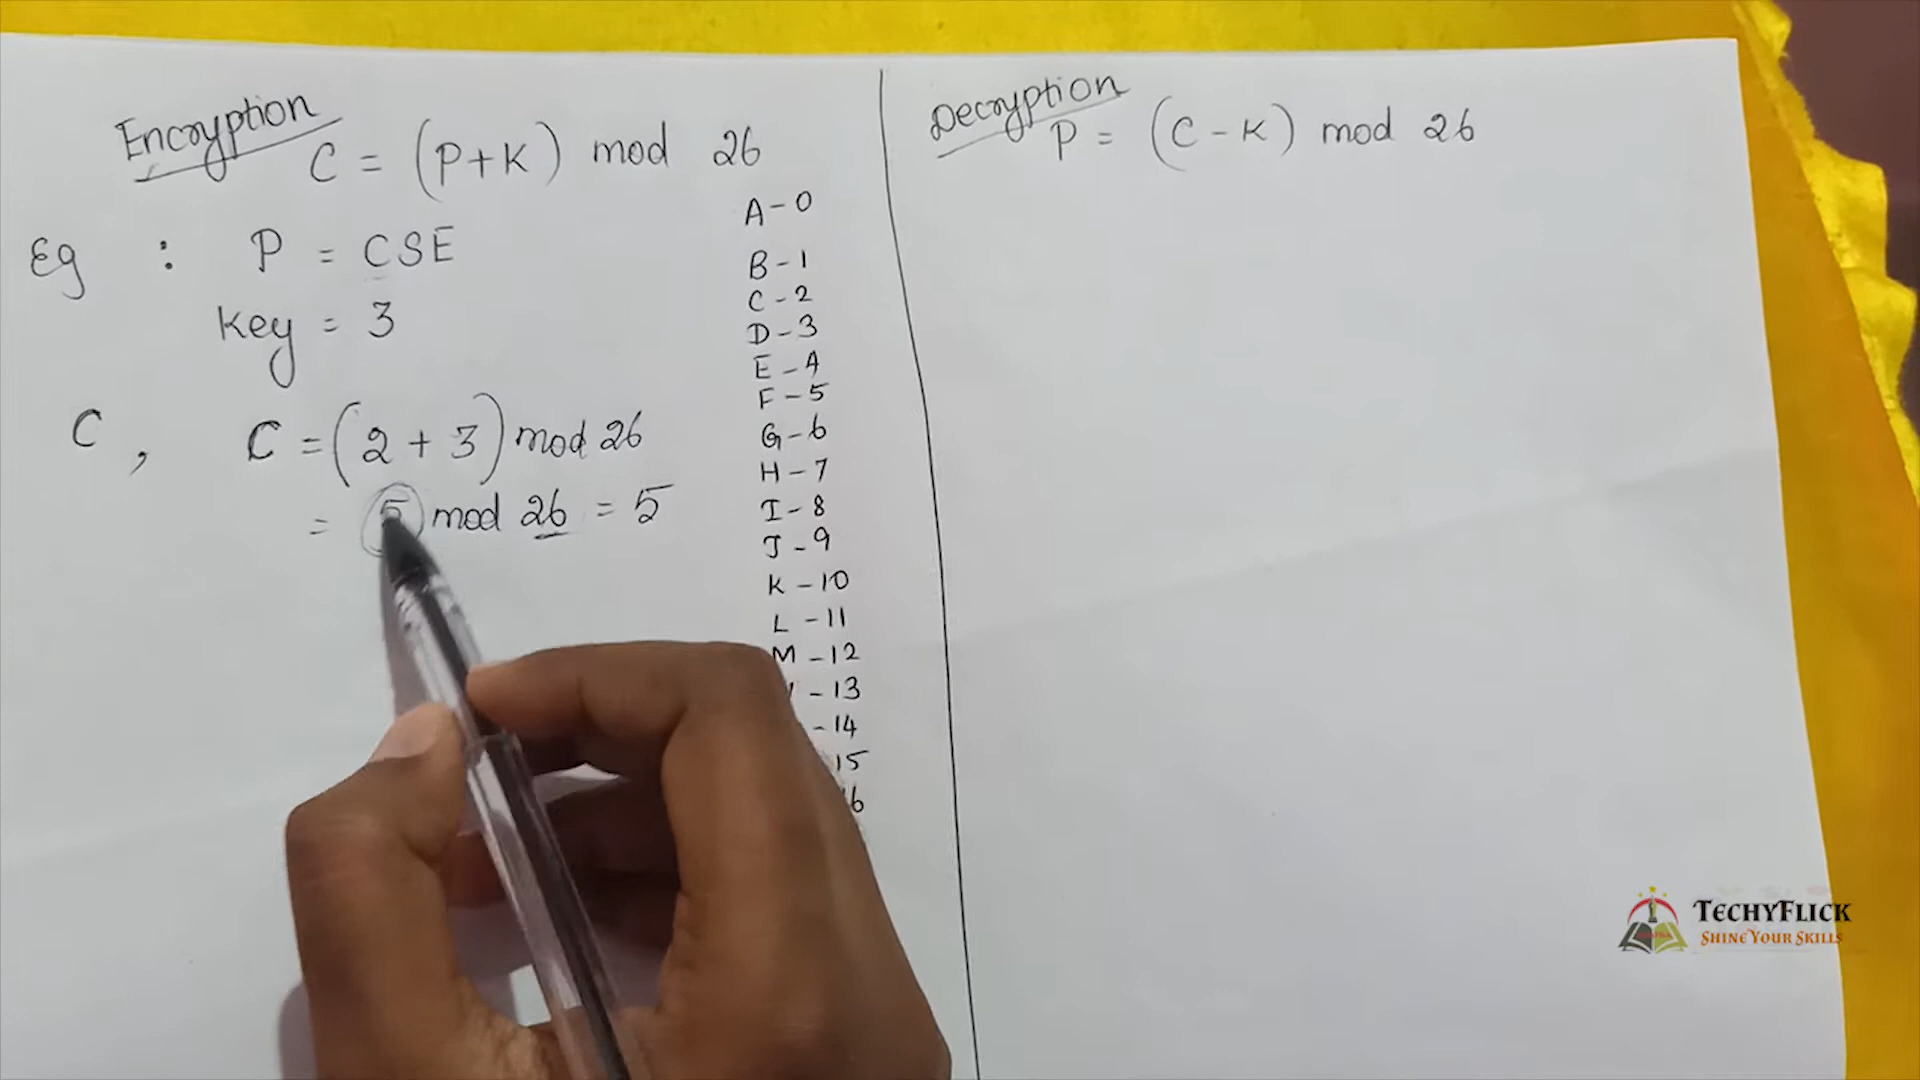 Encryption
C = (P+K) mod 26
Eg : P = CSE
Key = 3
C, C = (2 + 3) mod 26
= 5 mod 26 = 5
A - 0
B - 1
C - 2
D - 3
E - 4
F - 5
G - 6
H - 7
I - 8
J - 9
K - 10
L - 11
M - 12
- 13
- 14
15
Decryption
P = (C - K) mod 26
TECHYFLICK
SHINE YOUR SKILLS